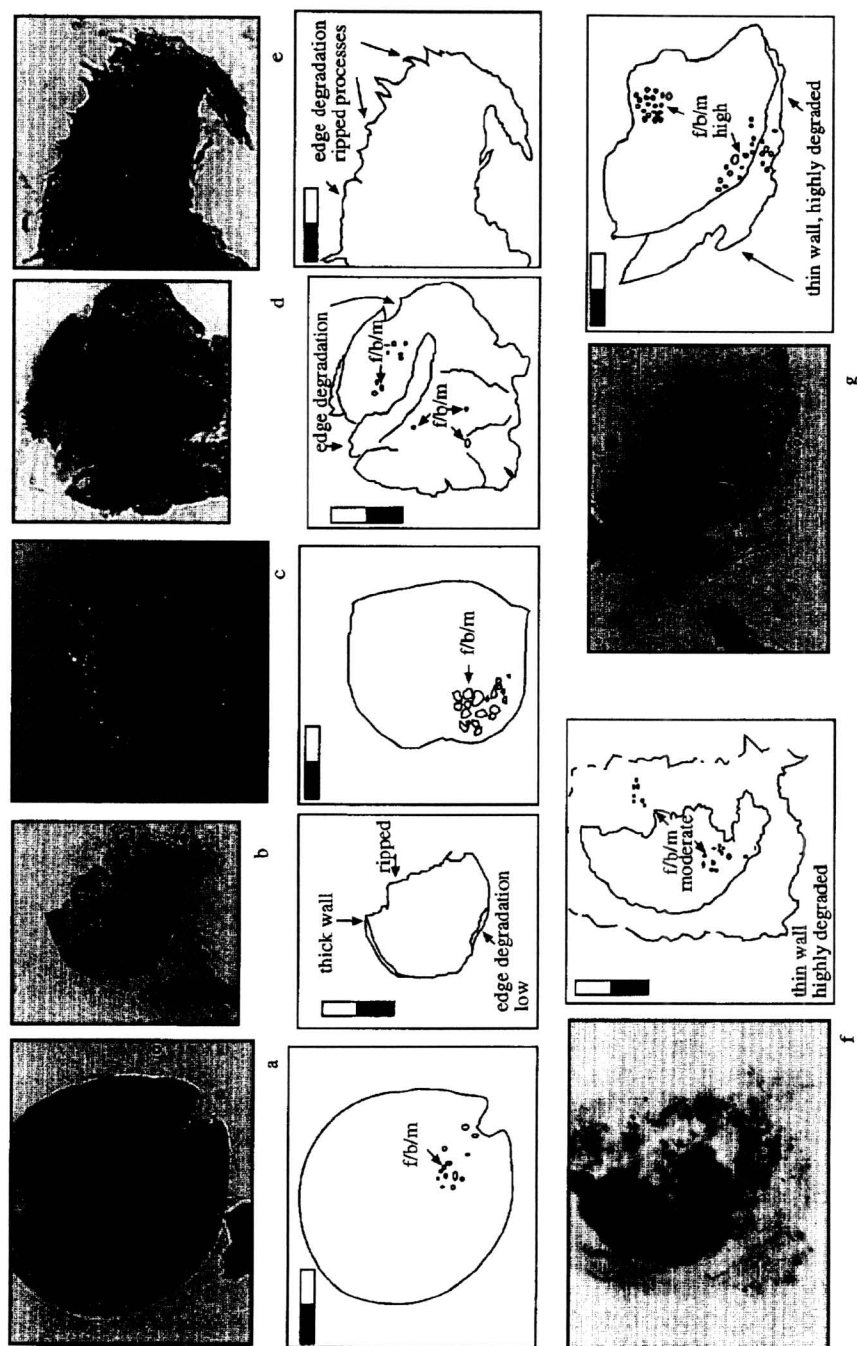 a
b
c
d
e
f/b/m
thick wall
ripped
edge degradation
low
f/b/m
edge degradation
f/b/m
f/b/m
edge degradation
ripped processes
f
g
thin wall
highly degraded
f/b/m
moderate
f/b/m
high
thin wall, highly degraded